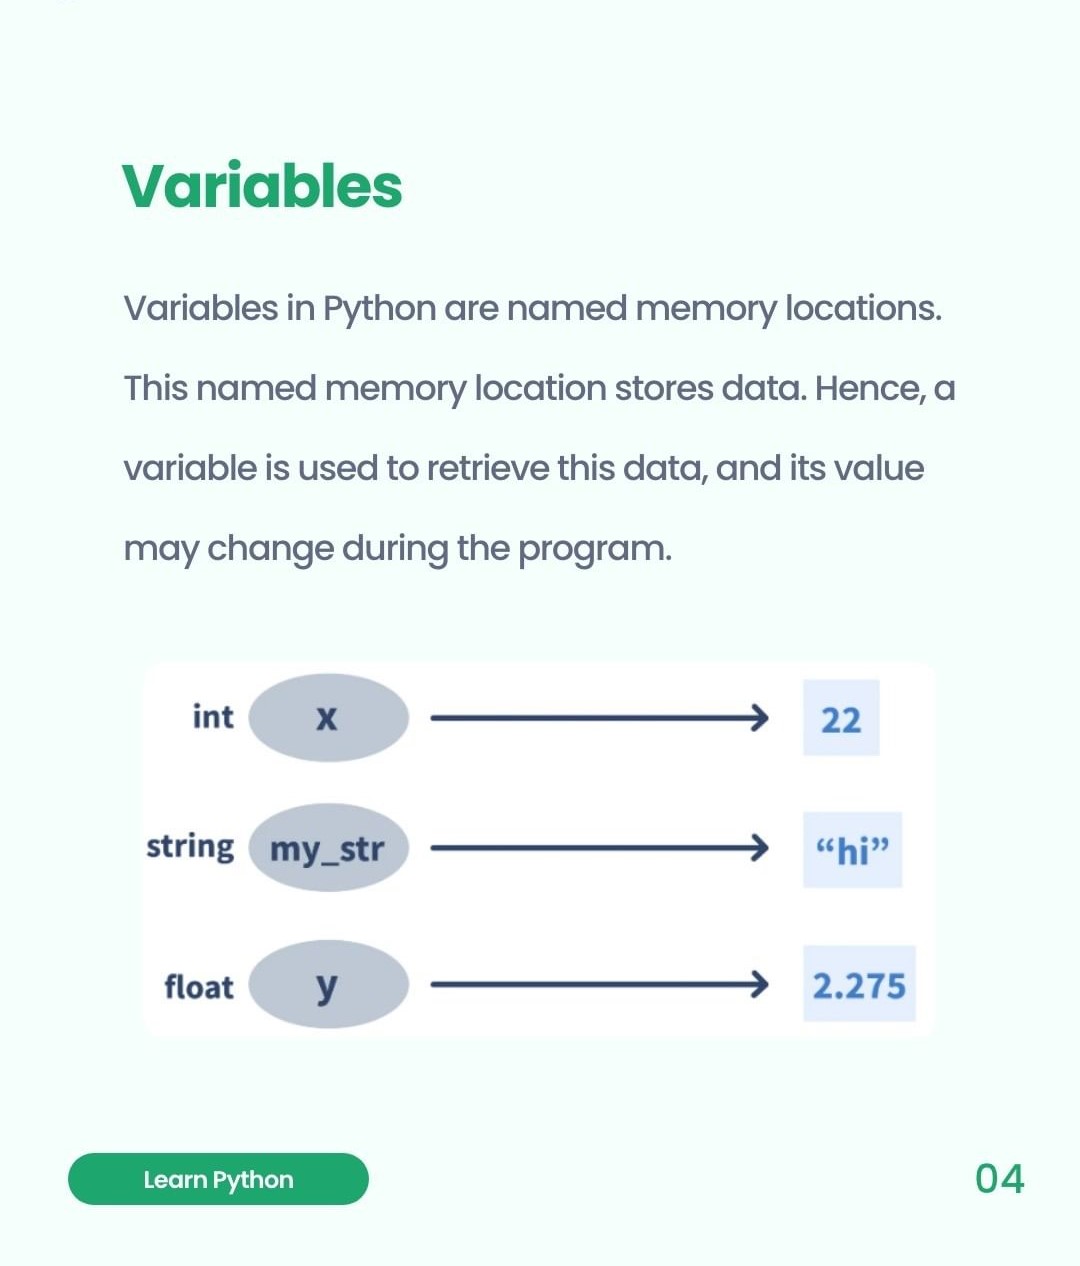 Variables
Variables in Python are named memory locations.
This named memory location stores data. Hence, a
variable is used to retrieve this data, and its value
may change during the program.
int x 22
string my_str “hi”
float y 2.275
Learn Python 04